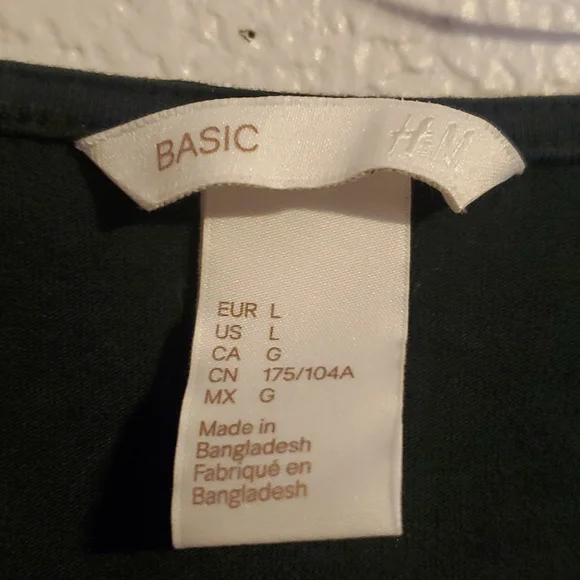 BASIC H&M
EUR L
US L
CA G
CN 175/104A
MX G
Made in
Bangladesh
Fabriqué en
Bangladesh